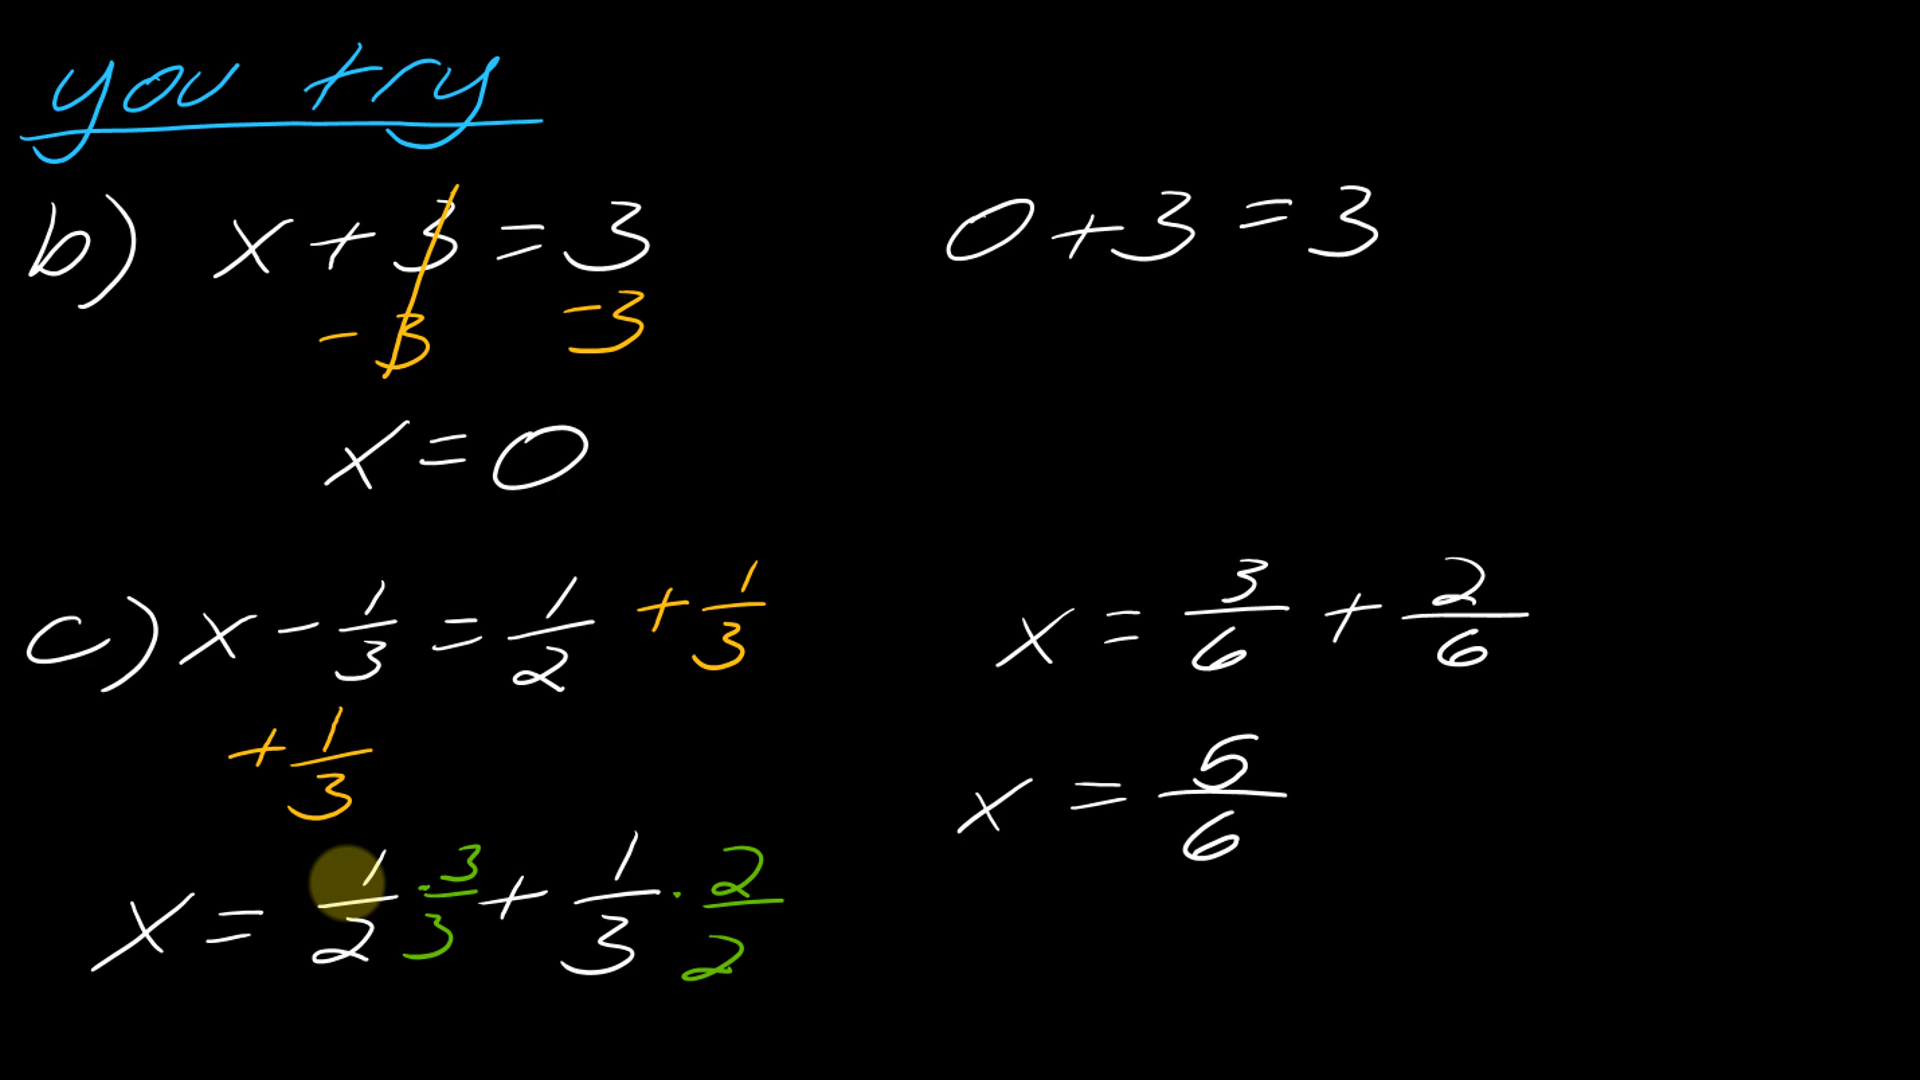 you try
b) x + 3 = 3
- 3 -3
x = 0
0 + 3 = 3
c) x - 1/3 = 1/2 + 1/3
+ 1/3
x = 1/2 · 3/3 + 1/3 · 2/2
x = 3/6 + 2/6
x = 5/6